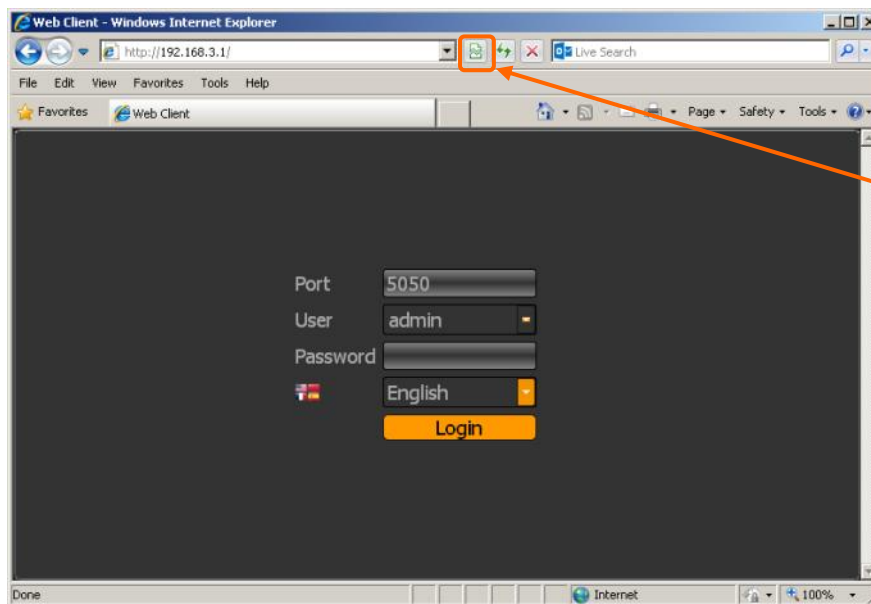 Web Client - Windows Internet Explorer
http://192.168.3.1/
Live Search
File Edit View Favorites Tools Help
Favorites Web Client Page Safety Tools
Port 5050
User admin
Password
English
Login
Done Internet 100%